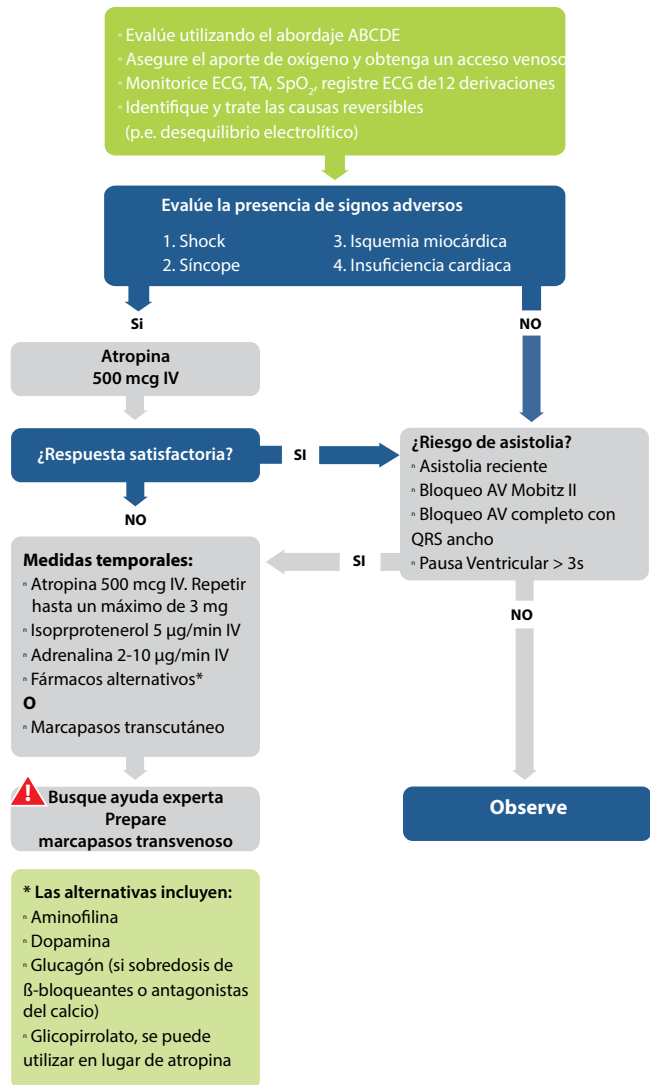 ▫ Evalúe utilizando el abordaje ABCDE
▫ Asegure el aporte de oxígeno y obtenga un acceso venoso
▫ Monitorice ECG, TA, SpO₂, registre ECG de12 derivaciones
▫ Identifique y trate las causas reversibles
(p.e. desequilibrio electrolítico)
Evalúe la presencia de signos adversos
1. Shock
2. Síncope
3. Isquemia miocárdica
4. Insuficiencia cardiaca
Si
NO
Atropina
500 mcg IV
¿Respuesta satisfactoria?
SI
¿Riesgo de asistolia?
▫ Asistolia reciente
▫ Bloqueo AV Mobitz II
▫ Bloqueo AV completo con
QRS ancho
▫ Pausa Ventricular > 3s
NO
SI
Medidas temporales:
▫ Atropina 500 mcg IV. Repetir
hasta un máximo de 3 mg
▫ Isoprprotenerol 5 µg/min IV
▫ Adrenalina 2-10 µg/min IV
▫ Fármacos alternativos*
O
▫ Marcapasos transcutáneo
NO
!
Busque ayuda experta
Prepare
marcapasos transvenoso
Observe
* Las alternativas incluyen:
▫ Aminofilina
▫ Dopamina
▫ Glucagón (si sobredosis de
ß-bloqueantes o antagonistas
del calcio)
▫ Glicopirrolato, se puede
utilizar en lugar de atropina